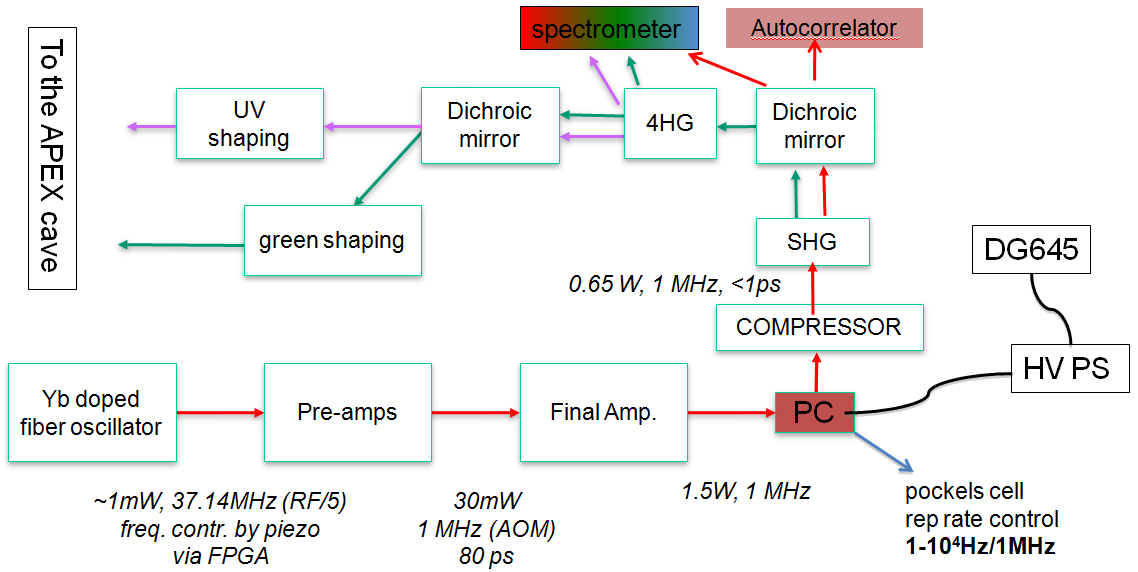 To the APEX cave
spectrometer
Autocorrelator
UV
shaping
Dichroic
mirror
4HG
Dichroic
mirror
green shaping
SHG
DG645
0.65 W, 1 MHz, <1ps
COMPRESSOR
HV PS
Yb doped
fiber oscillator
Pre-amps
Final Amp.
PC
~1mW, 37.14MHz (RF/5)
freq. contr. by piezo
via FPGA
30mW
1 MHz (AOM)
80 ps
1.5W, 1 MHz
pockels cell
rep rate control
1-10⁴Hz/1MHz